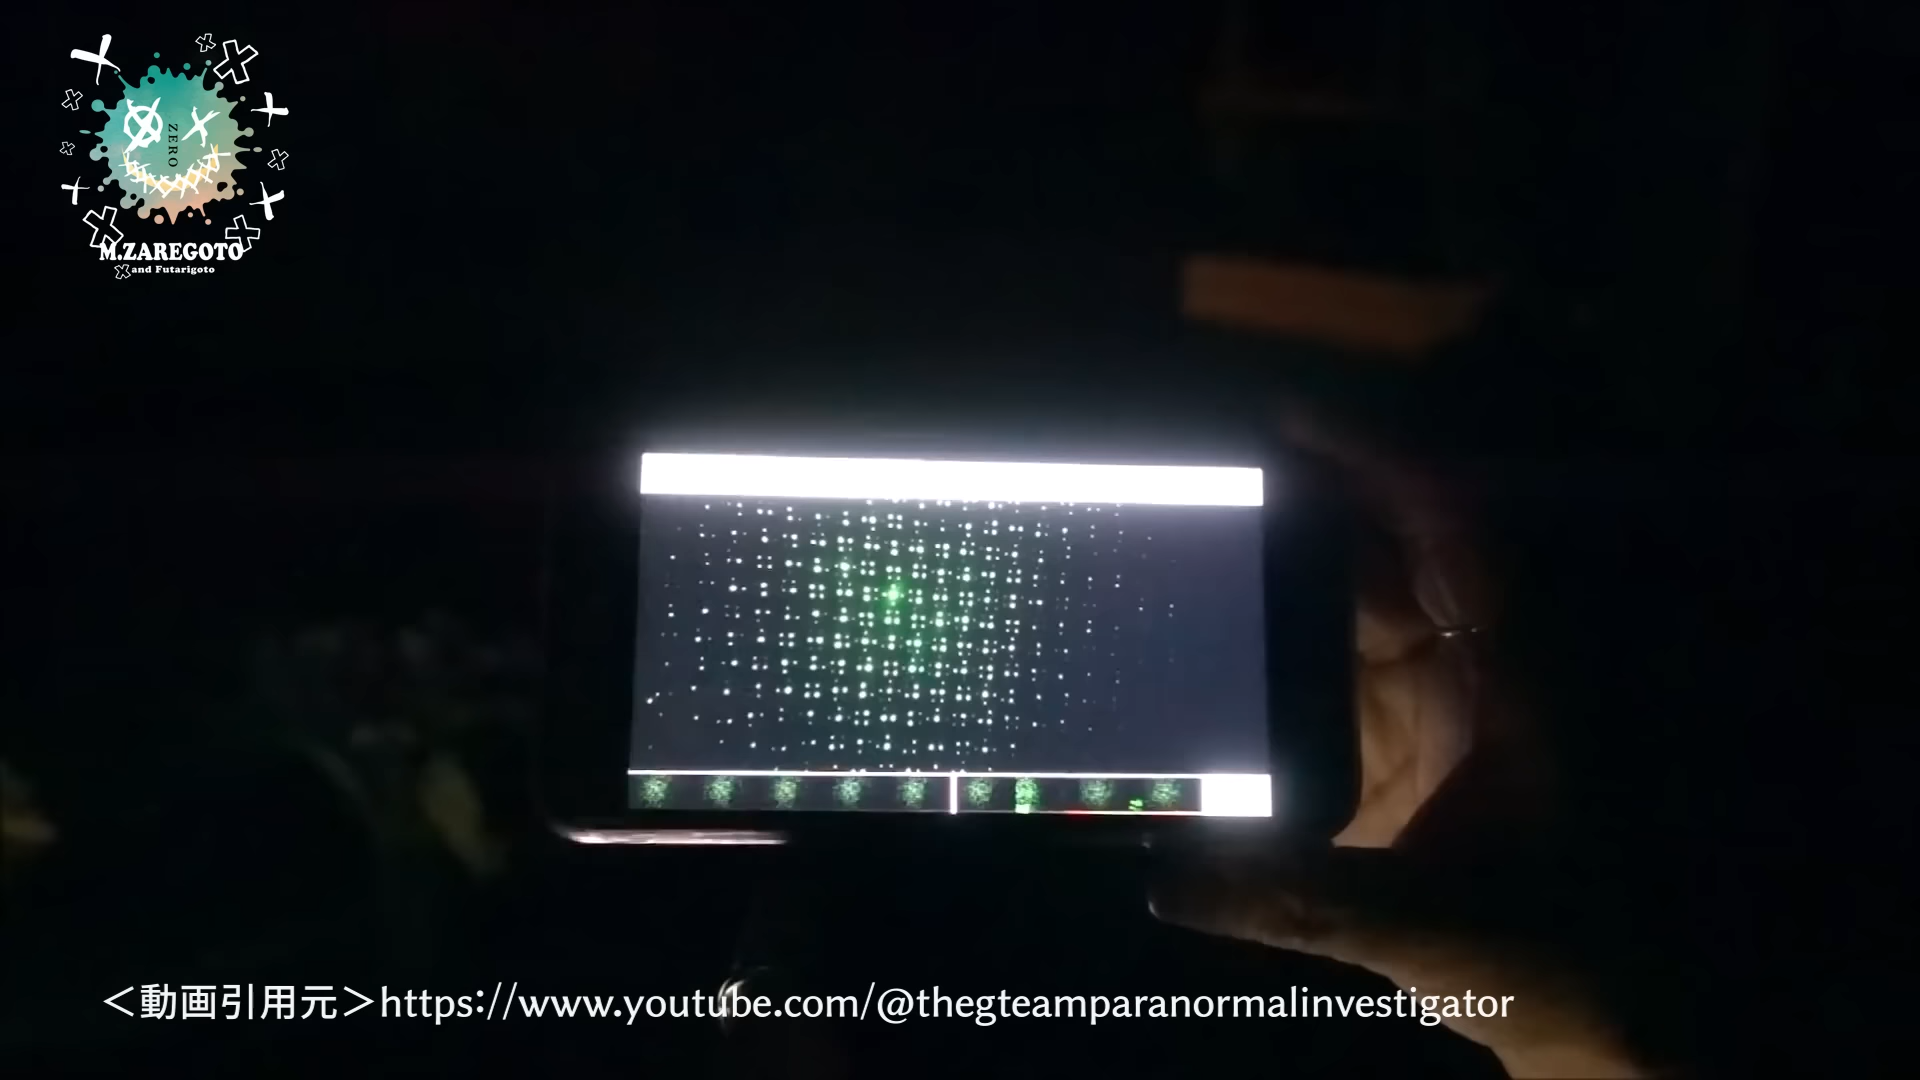 ZERO
M.ZAREGOTO
and Futarigoto
＜動画引用元＞https://www.youtube.com/@thegteamparanormalinvestigator